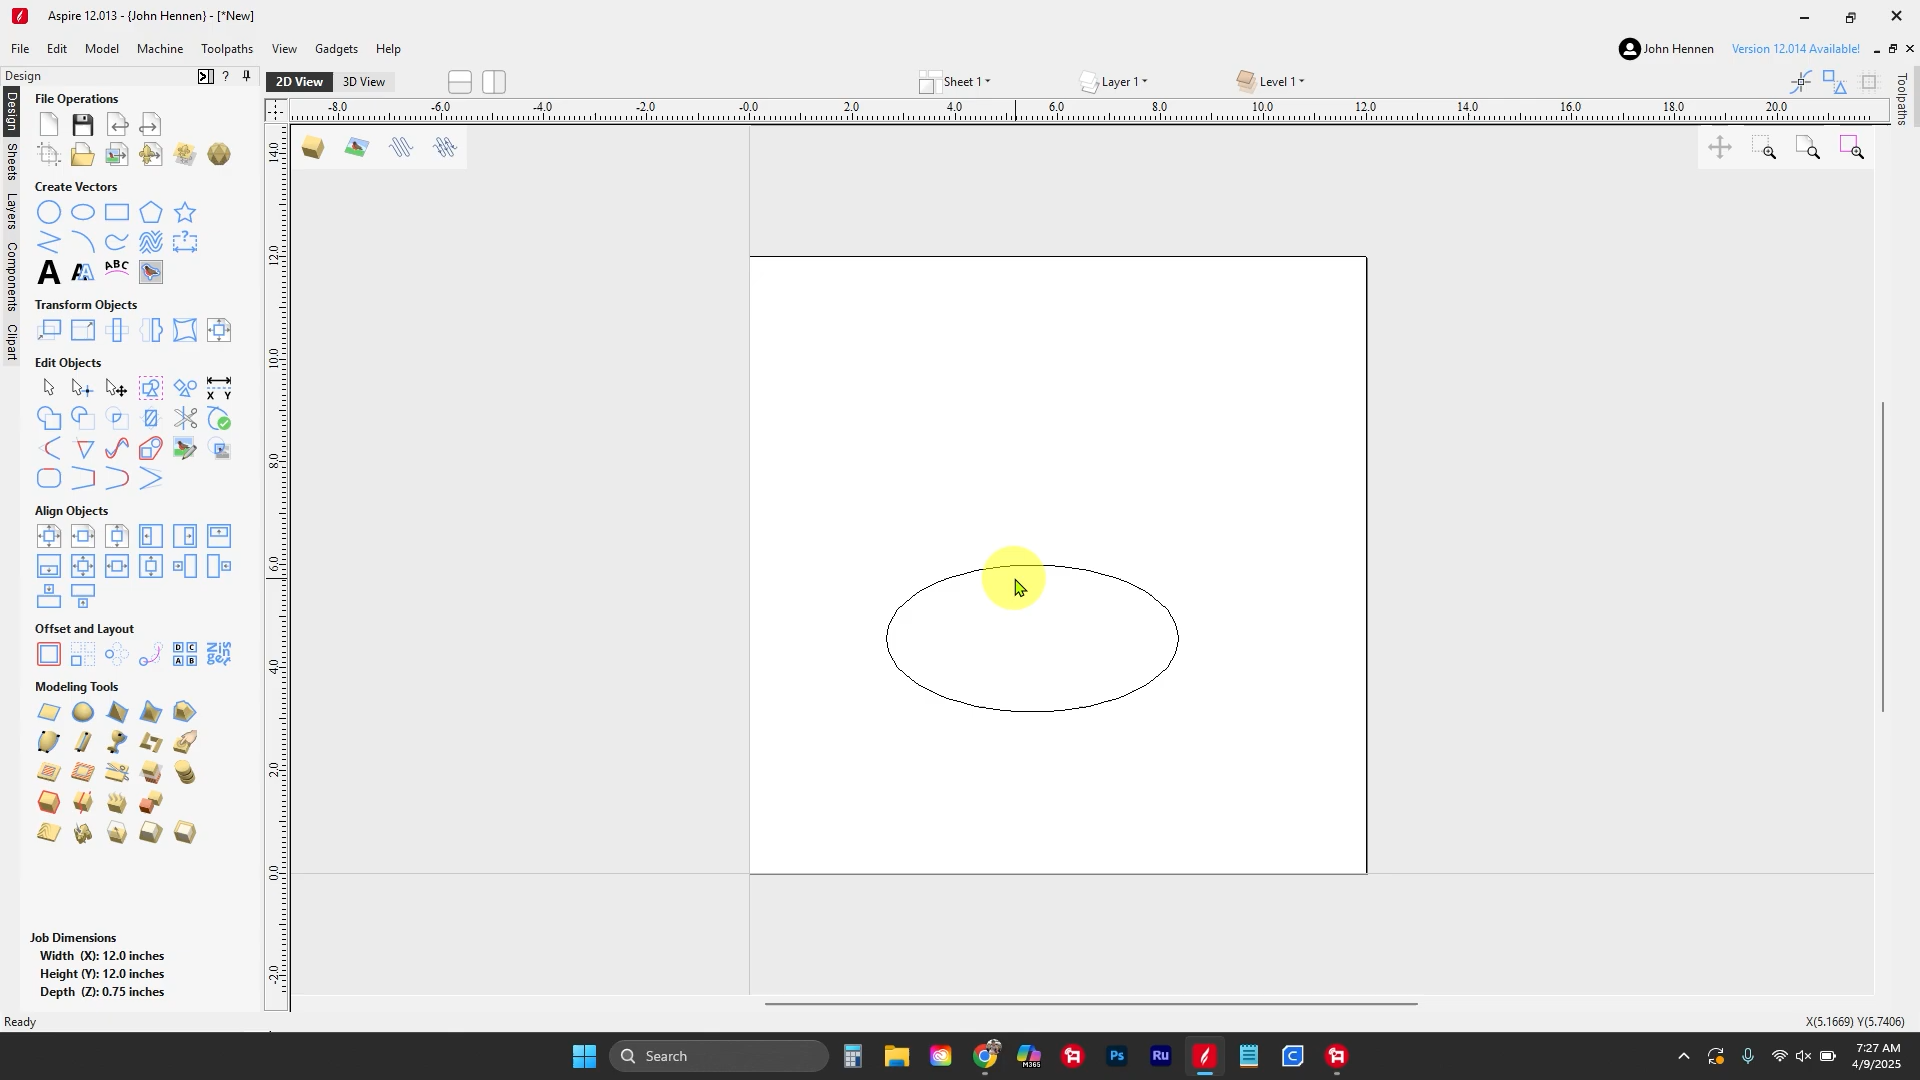 Aspire 12.013 - {John Hennen} - [*New]
File Edit Model Machine Toolpaths View Gadgets Help
John Hennen Version 12.014 Available!
Design
2D View 3D View
Sheet 1 Layer 1 Level 1
Toolpaths
-8.0 -6.0 -4.0 -2.0 -0.0 2.0 4.0 6.0 8.0 10.0 12.0 14.0 16.0 18.0 20.0
14.0
12.0
10.0
8.0
6.0
4.0
2.0
0.0
-2.0
Design
Sheets
Layers
Components
Clipart
File Operations
Create Vectors
A A ABC
Transform Objects
Edit Objects
X Y
Align Objects
Offset and Layout
D C
A B
Modeling Tools
Job Dimensions
Width (X): 12.0 inches
Height (Y): 12.0 inches
Depth (Z): 0.75 inches
Ready
X(5.1669) Y(5.7406)
Search
M365
Ps
Ru
7:27 AM
4/9/2025